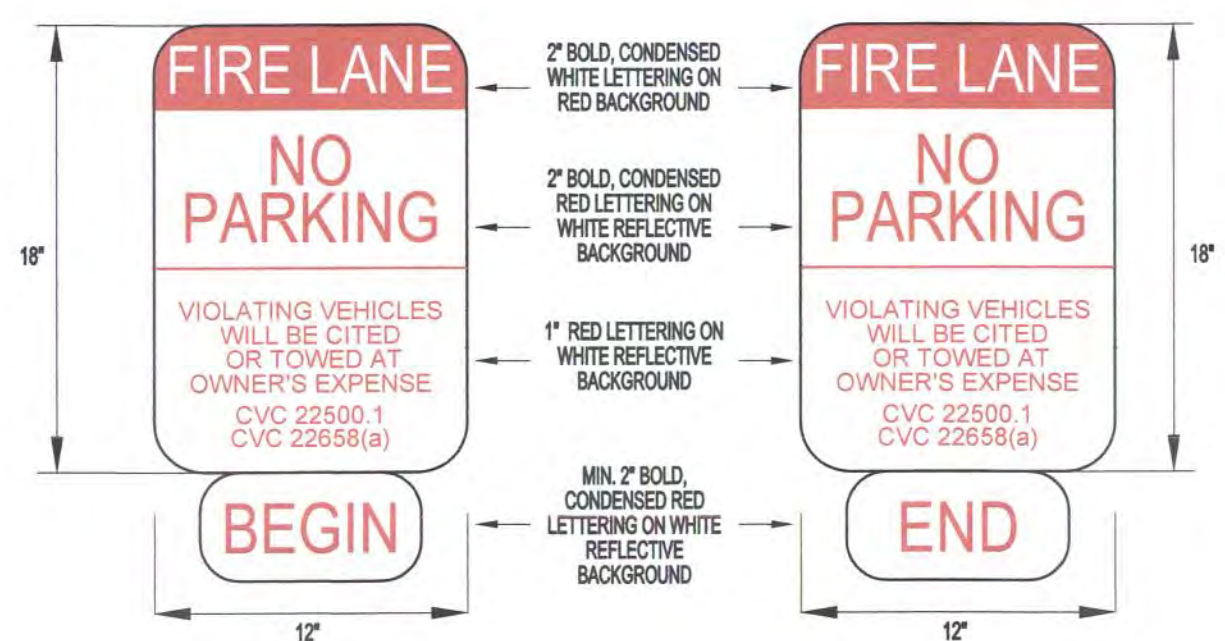 FIRE LANE
NO
PARKING
VIOLATING VEHICLES
WILL BE CITED
OR TOWED AT
OWNER'S EXPENSE
CVC 22500.1
CVC 22658(a)
BEGIN
18"
12"
2" BOLD, CONDENSED
WHITE LETTERING ON
RED BACKGROUND
2" BOLD, CONDENSED
RED LETTERING ON
WHITE REFLECTIVE
BACKGROUND
1" RED LETTERING ON
WHITE REFLECTIVE
BACKGROUND
MIN. 2" BOLD,
CONDENSED RED
LETTERING ON WHITE
REFLECTIVE
BACKGROUND
FIRE LANE
NO
PARKING
VIOLATING VEHICLES
WILL BE CITED
OR TOWED AT
OWNER'S EXPENSE
CVC 22500.1
CVC 22658(a)
END
18"
12"